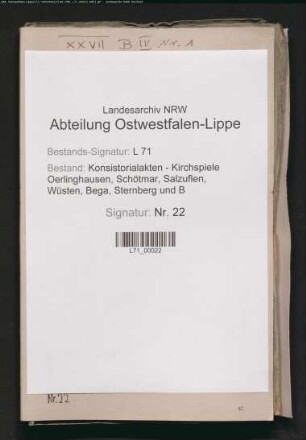 XXVII B IV Nr. 1
Landesarchiv NRW
Abteilung Ostwestfalen-Lippe
Bestands-Signatur: L 71
Bestand: Konsistorialakten - Kirchspiele
Oerlinghausen, Schötmar, Salzuflen,
Wüsten, Bega, Sternberg und B
Signatur: Nr. 22
L71_00022
Nr. 22